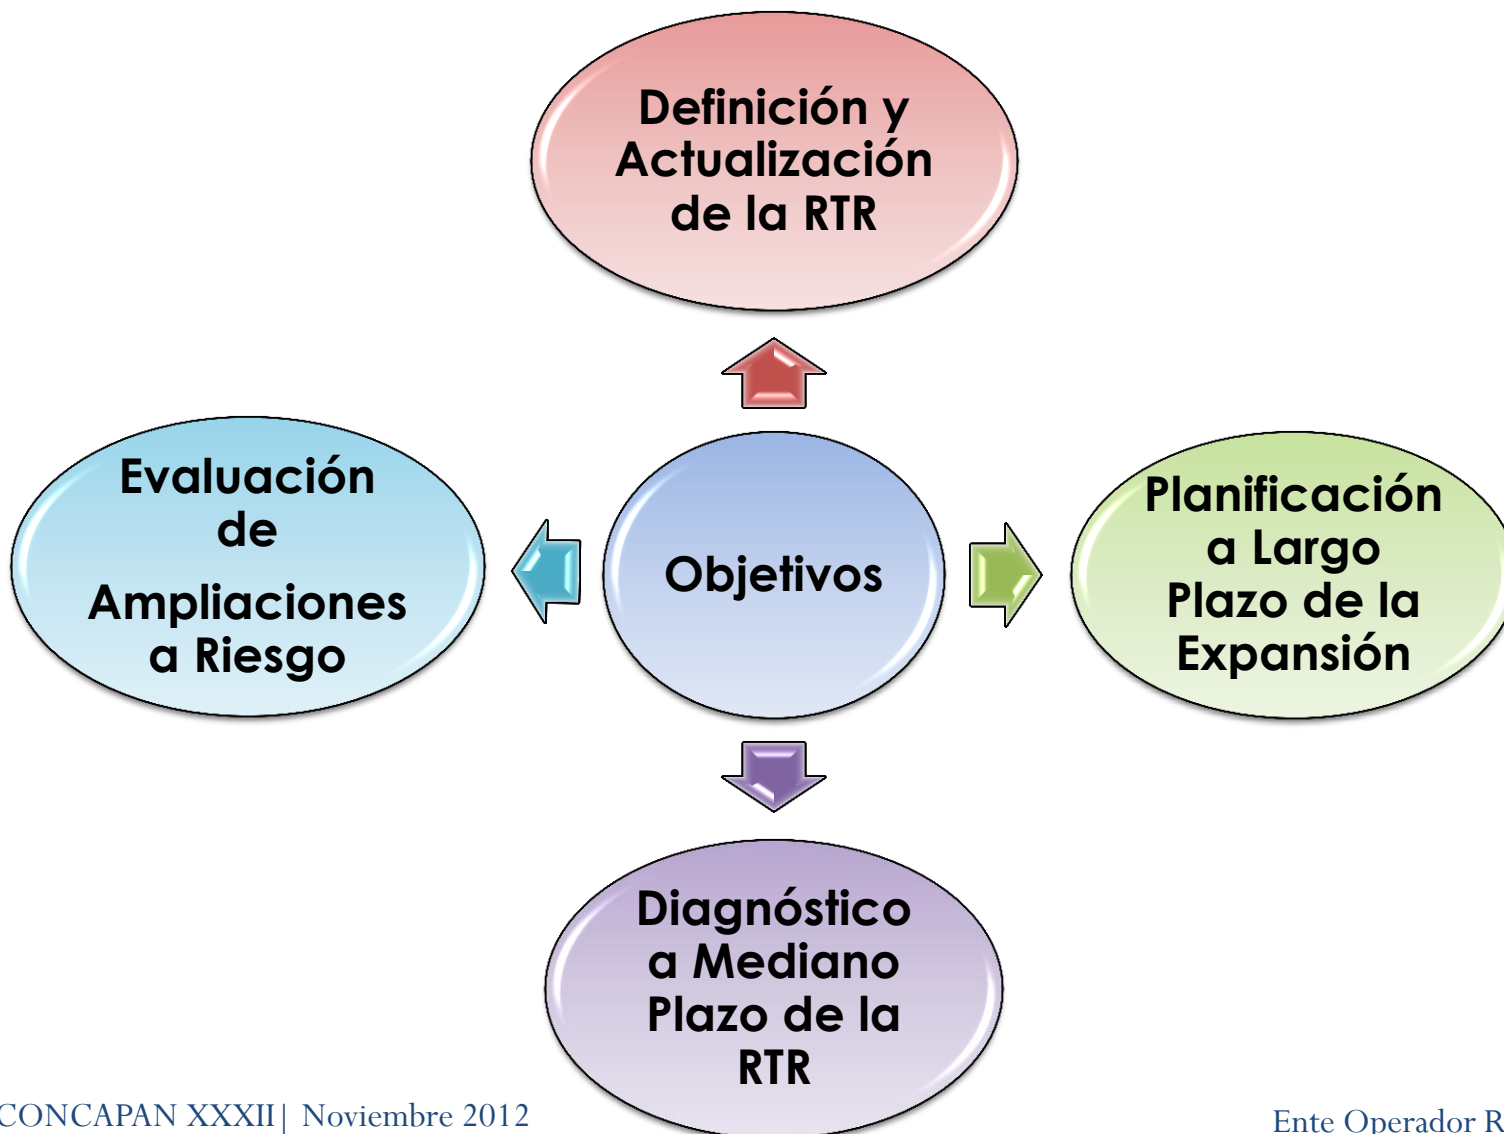 Definición y
Actualización
de la RTR
Evaluación
de
Ampliaciones
a Riesgo
Objetivos
Planificación
a Largo
Plazo de la
Expansión
Diagnóstico
a Mediano
Plazo de la
RTR
CONCAPAN XXXII| Noviembre 2012
Ente Operador R